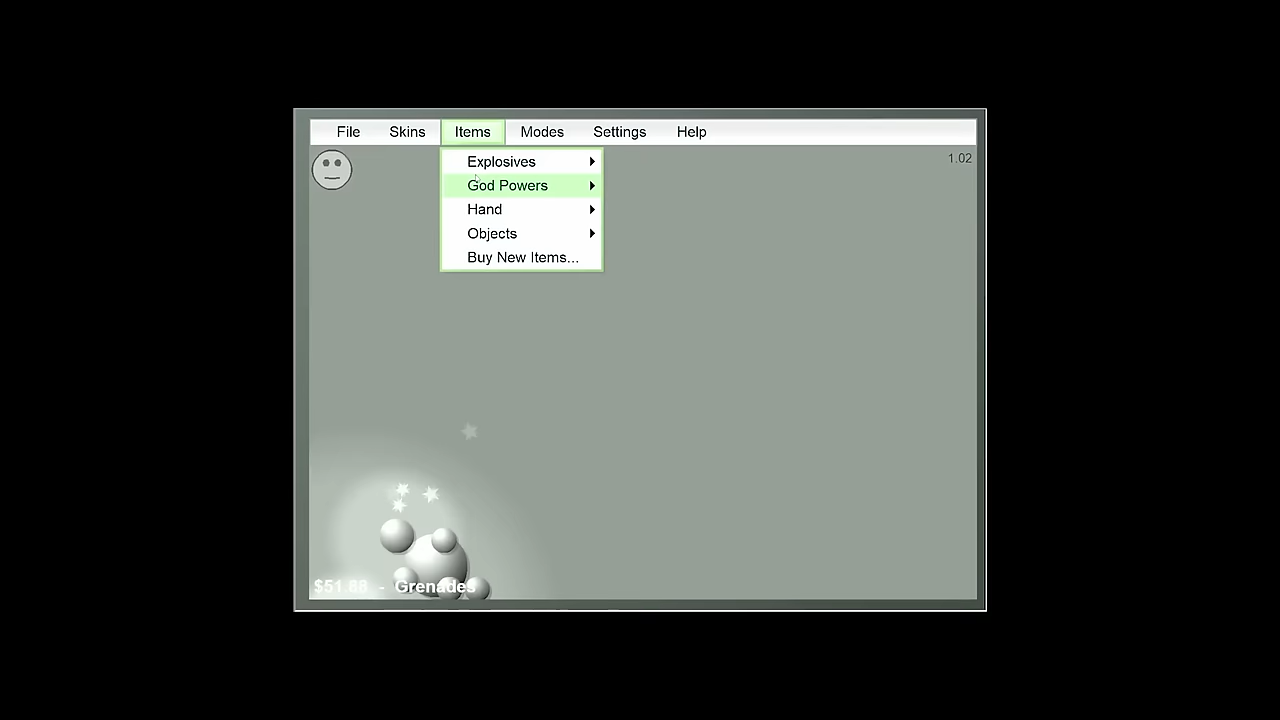 File Skins Items Modes Settings Help
1.02
Explosives
God Powers
Hand
Objects
Buy New Items...
$51.88 - Grenades